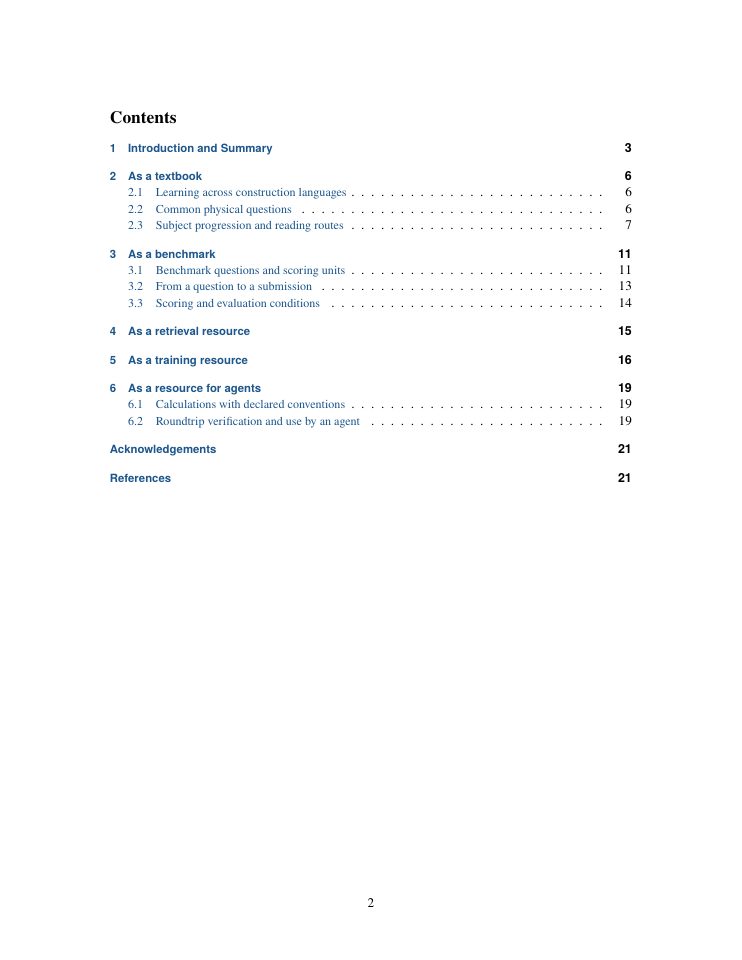 Contents
1 Introduction and Summary 3
2 As a textbook 6
2.1 Learning across construction languages . . . . . . . . . . . . . . . . . . . . . . . . . . 6
2.2 Common physical questions . . . . . . . . . . . . . . . . . . . . . . . . . . . . . . . 6
2.3 Subject progression and reading routes . . . . . . . . . . . . . . . . . . . . . . . . . . 7
3 As a benchmark 11
3.1 Benchmark questions and scoring units . . . . . . . . . . . . . . . . . . . . . . . . . . 11
3.2 From a question to a submission . . . . . . . . . . . . . . . . . . . . . . . . . . . . . 13
3.3 Scoring and evaluation conditions . . . . . . . . . . . . . . . . . . . . . . . . . . . . 14
4 As a retrieval resource 15
5 As a training resource 16
6 As a resource for agents 19
6.1 Calculations with declared conventions . . . . . . . . . . . . . . . . . . . . . . . . . . 19
6.2 Roundtrip verification and use by an agent . . . . . . . . . . . . . . . . . . . . . . . . 19
Acknowledgements 21
References 21
2